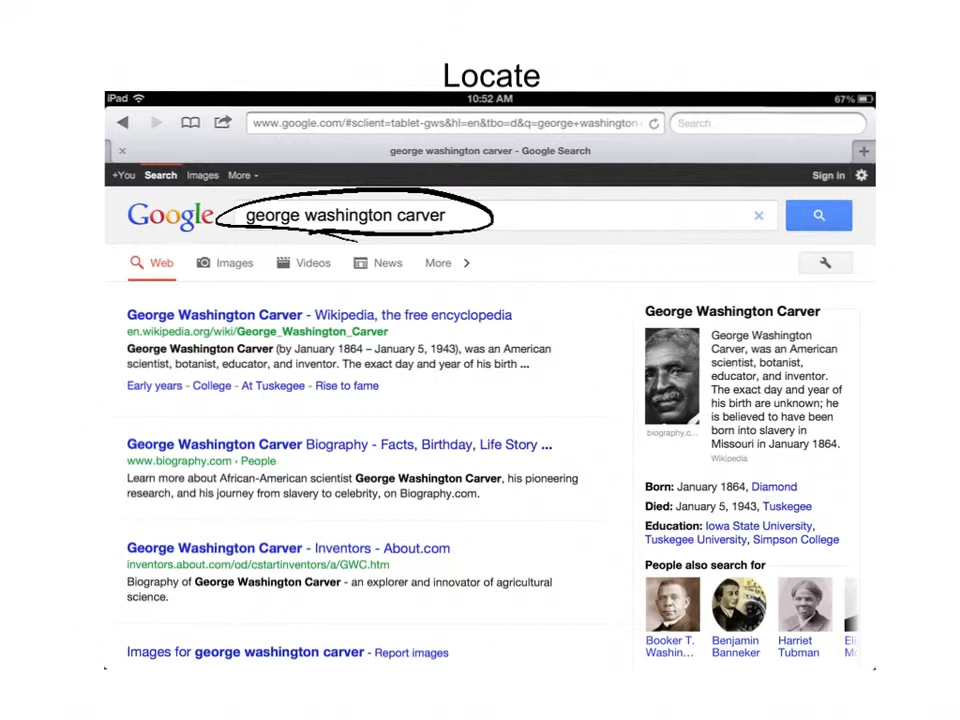 Locate
iPad 10:52 AM 67%
www.google.com/#sclient=tablet-gws&hl=en&tbo=d&q=george+washington Search
george washington carver - Google Search
+You Search Images More Sign in
Google george washington carver
Web Images Videos News More
George Washington Carver - Wikipedia, the free encyclopedia
en.wikipedia.org/wiki/George_Washington_Carver
George Washington Carver (by January 1864 – January 5, 1943), was an American
scientist, botanist, educator, and inventor. The exact day and year of his birth ...
Early years - College - At Tuskegee - Rise to fame
George Washington Carver Biography - Facts, Birthday, Life Story ...
www.biography.com › People
Learn more about African-American scientist George Washington Carver, his pioneering
research, and his journey from slavery to celebrity, on Biography.com.
George Washington Carver - Inventors - About.com
inventors.about.com/od/cstartinventors/a/GWC.htm
Biography of George Washington Carver - an explorer and innovator of agricultural
science.
Images for george washington carver - Report images
George Washington Carver
George Washington
Carver, was an American
scientist, botanist,
educator, and inventor.
The exact day and year of
his birth are unknown; he
is believed to have been
born into slavery in
Missouri in January 1864.
Wikipedia
biography.c...
Born: January 1864, Diamond
Died: January 5, 1943, Tuskegee
Education: Iowa State University,
Tuskegee University, Simpson College
People also search for
Booker T.
Washin...
Benjamin
Banneker
Harriet
Tubman